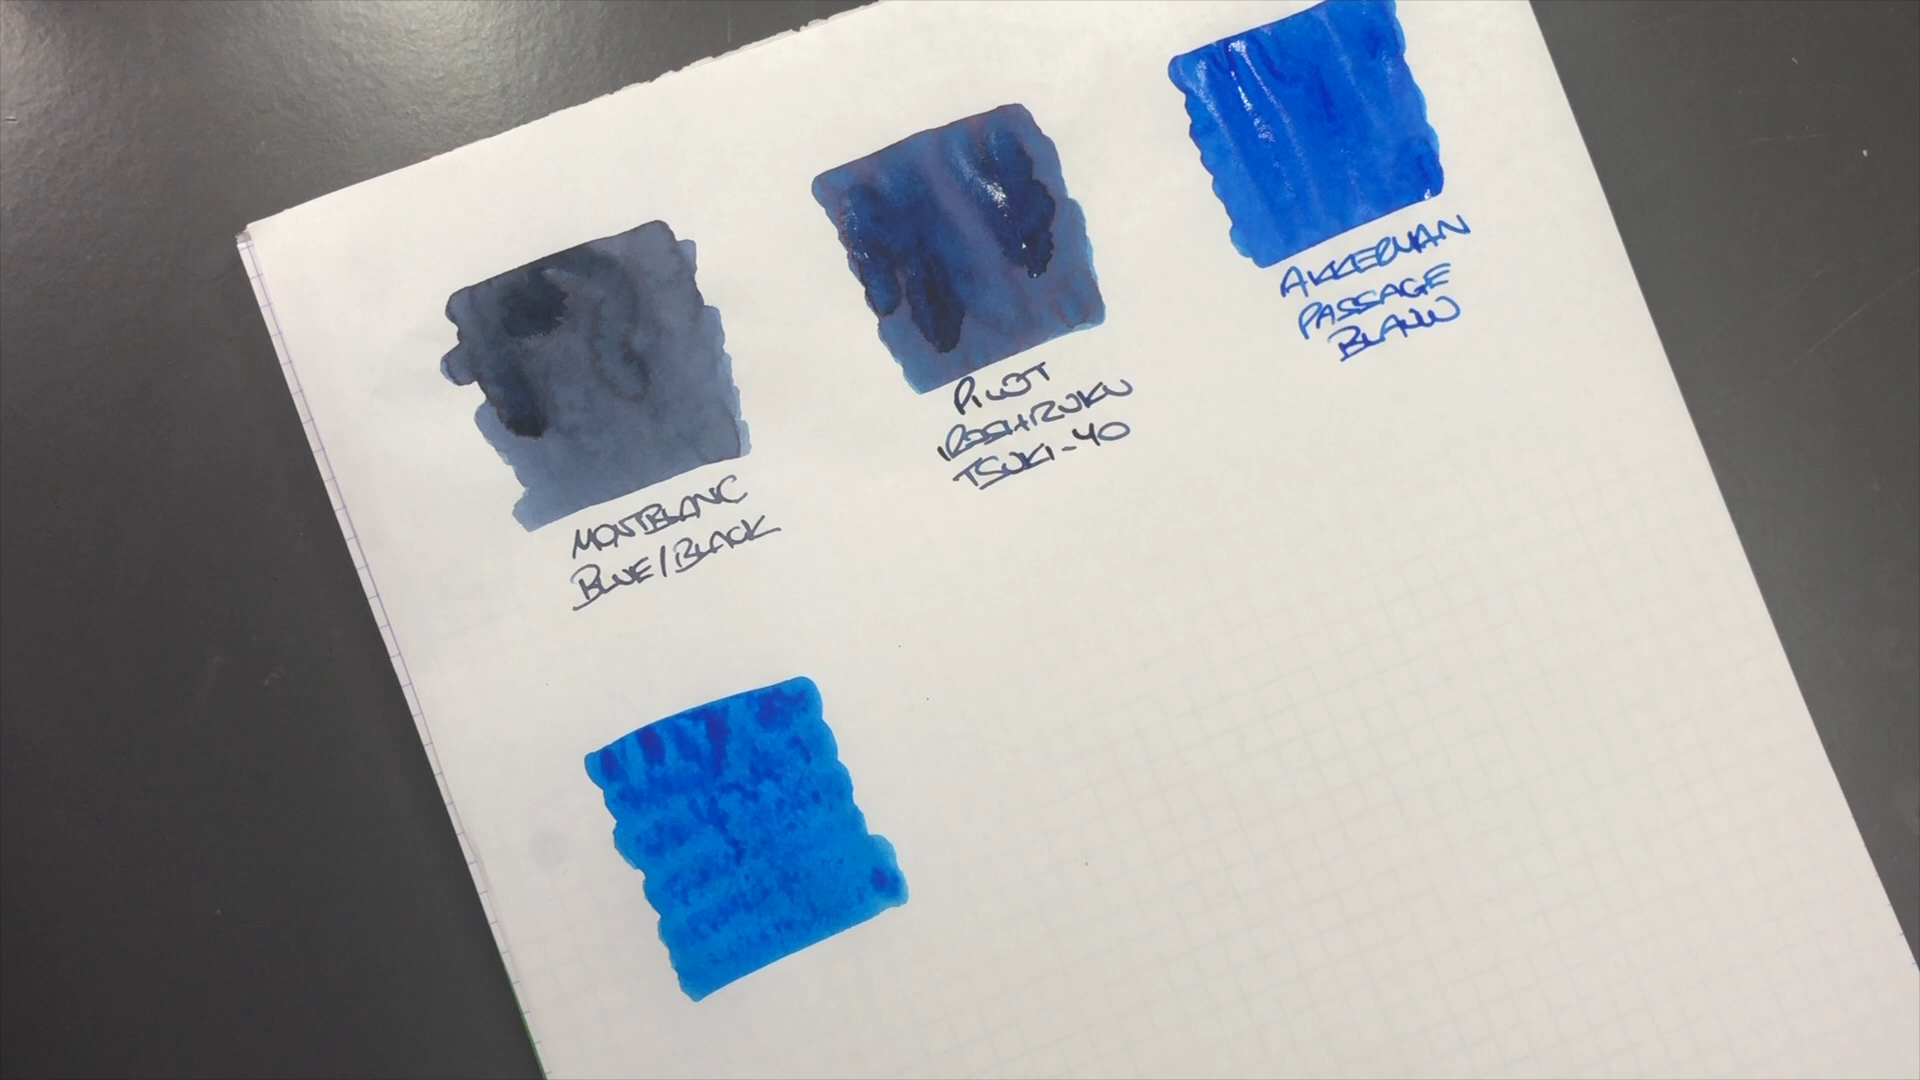 MONTBLANC
BLUE/BLACK
PILOT
IROSHIZUKU
TSUKI-YO
AKKERMAN
PASSAGE
BLAUW